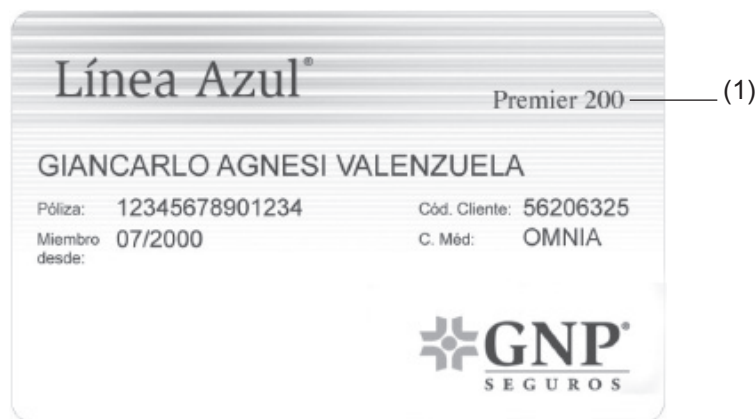 Línea Azul®
Premier 200 (1)
GIANCARLO AGNESI VALENZUELA
Póliza: 12345678901234 Cód. Cliente: 56206325
Miembro desde: 07/2000 C. Méd: OMNIA
GNP®
SEGUROS